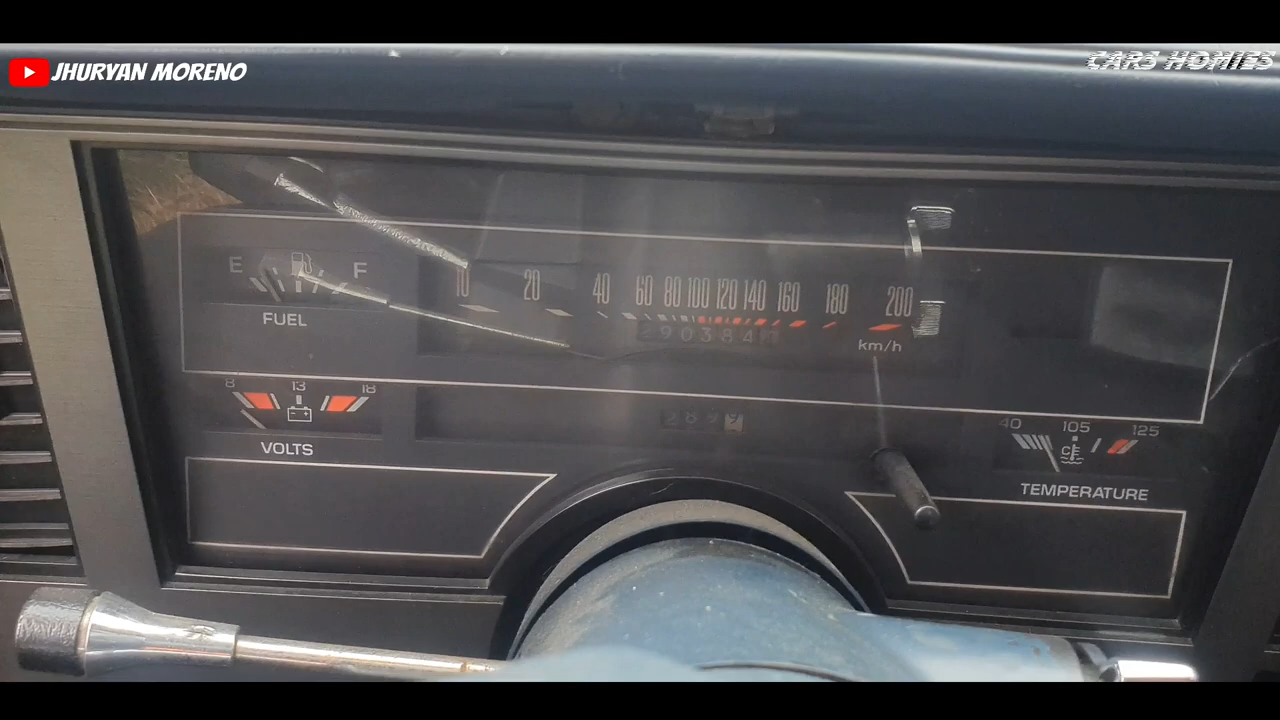 JHURYAN MORENO
CARS HOMIES
E F
FUEL
10 20 40 60 80 100 120 140 160 180 200
290384
km/h
8 13 18
VOLTS
40 105 125
TEMPERATURE